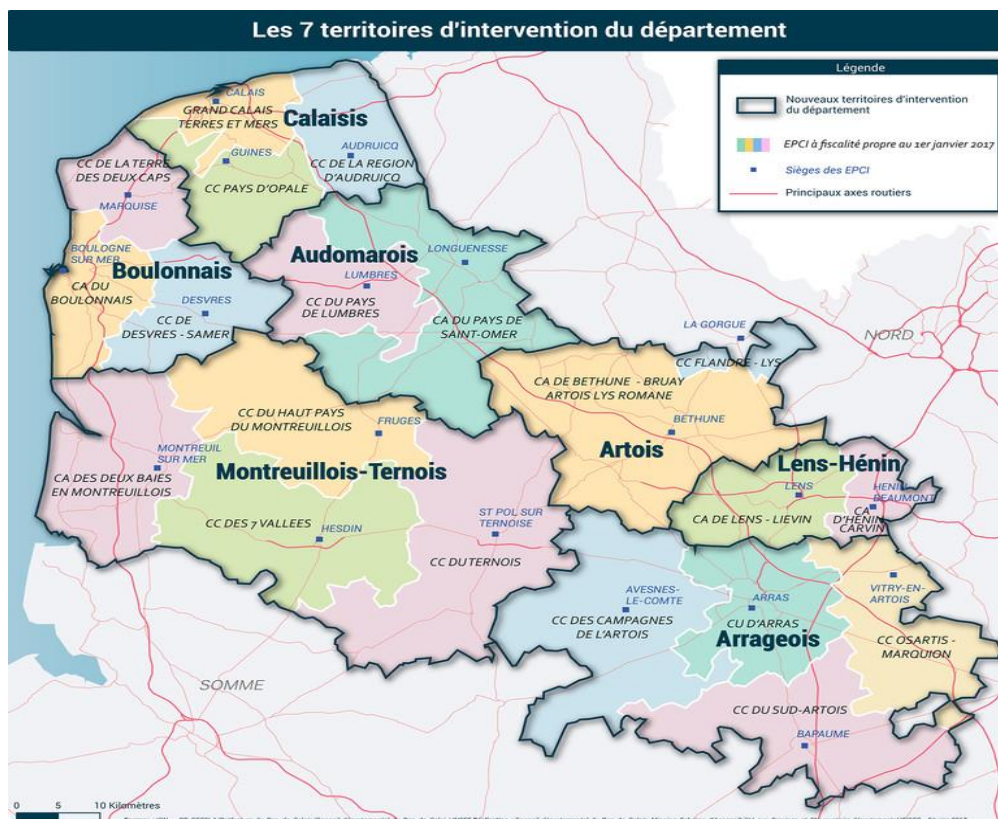 Les 7 territoires d'intervention du département
Légende
Nouveaux territoires d'intervention
du département
EPCI à fiscalité propre au 1er janvier 2017
Sièges des EPCI
Principaux axes routiers
CALAIS
GRAND CALAIS
TERRES ET MERS
Calaisis
AUDRUICQ
CC DE LA REGION
D'AUDRUICQ
GUINES
CC PAYS D'OPALE
CC DE LA TERRE
DES DEUX CAPS
MARQUISE
BOULOGNE
SUR MER
CA DU
BOULONNAIS
Boulonnais
DESVRES
CC DE
DESVRES - SAMER
Audomarois
LONGUENESSE
LUMBRES
CC DU PAYS
DE LUMBRES
CA DU PAYS DE
SAINT-OMER
LA GORGUE
CC FLANDRE - LYS
NORD
CA DE BETHUNE - BRUAY
ARTOIS LYS ROMANE
BETHUNE
Artois
CC DU HAUT PAYS
DU MONTREUILLOIS
FRUGES
MONTREUIL
SUR MER
CA DES DEUX BAIES
EN MONTREUILLOIS
Montreuillois-Ternois
CC DES 7 VALLEES
HESDIN
ST POL SUR
TERNOISE
CC DU TERNOIS
Lens-Hénin
LENS
CA DE LENS - LIEVIN
HENIN
BEAUMONT
CA
D'HENIN
CARVIN
AVESNES-
LE-COMTE
CC DES CAMPAGNES
DE L'ARTOIS
ARRAS
CU D'ARRAS
Arrageois
VITRY-EN-
ARTOIS
CC OSARTIS -
MARQUION
CC DU SUD-ARTOIS
BAPAUME
SOMME
0 5 10 Kilomètres